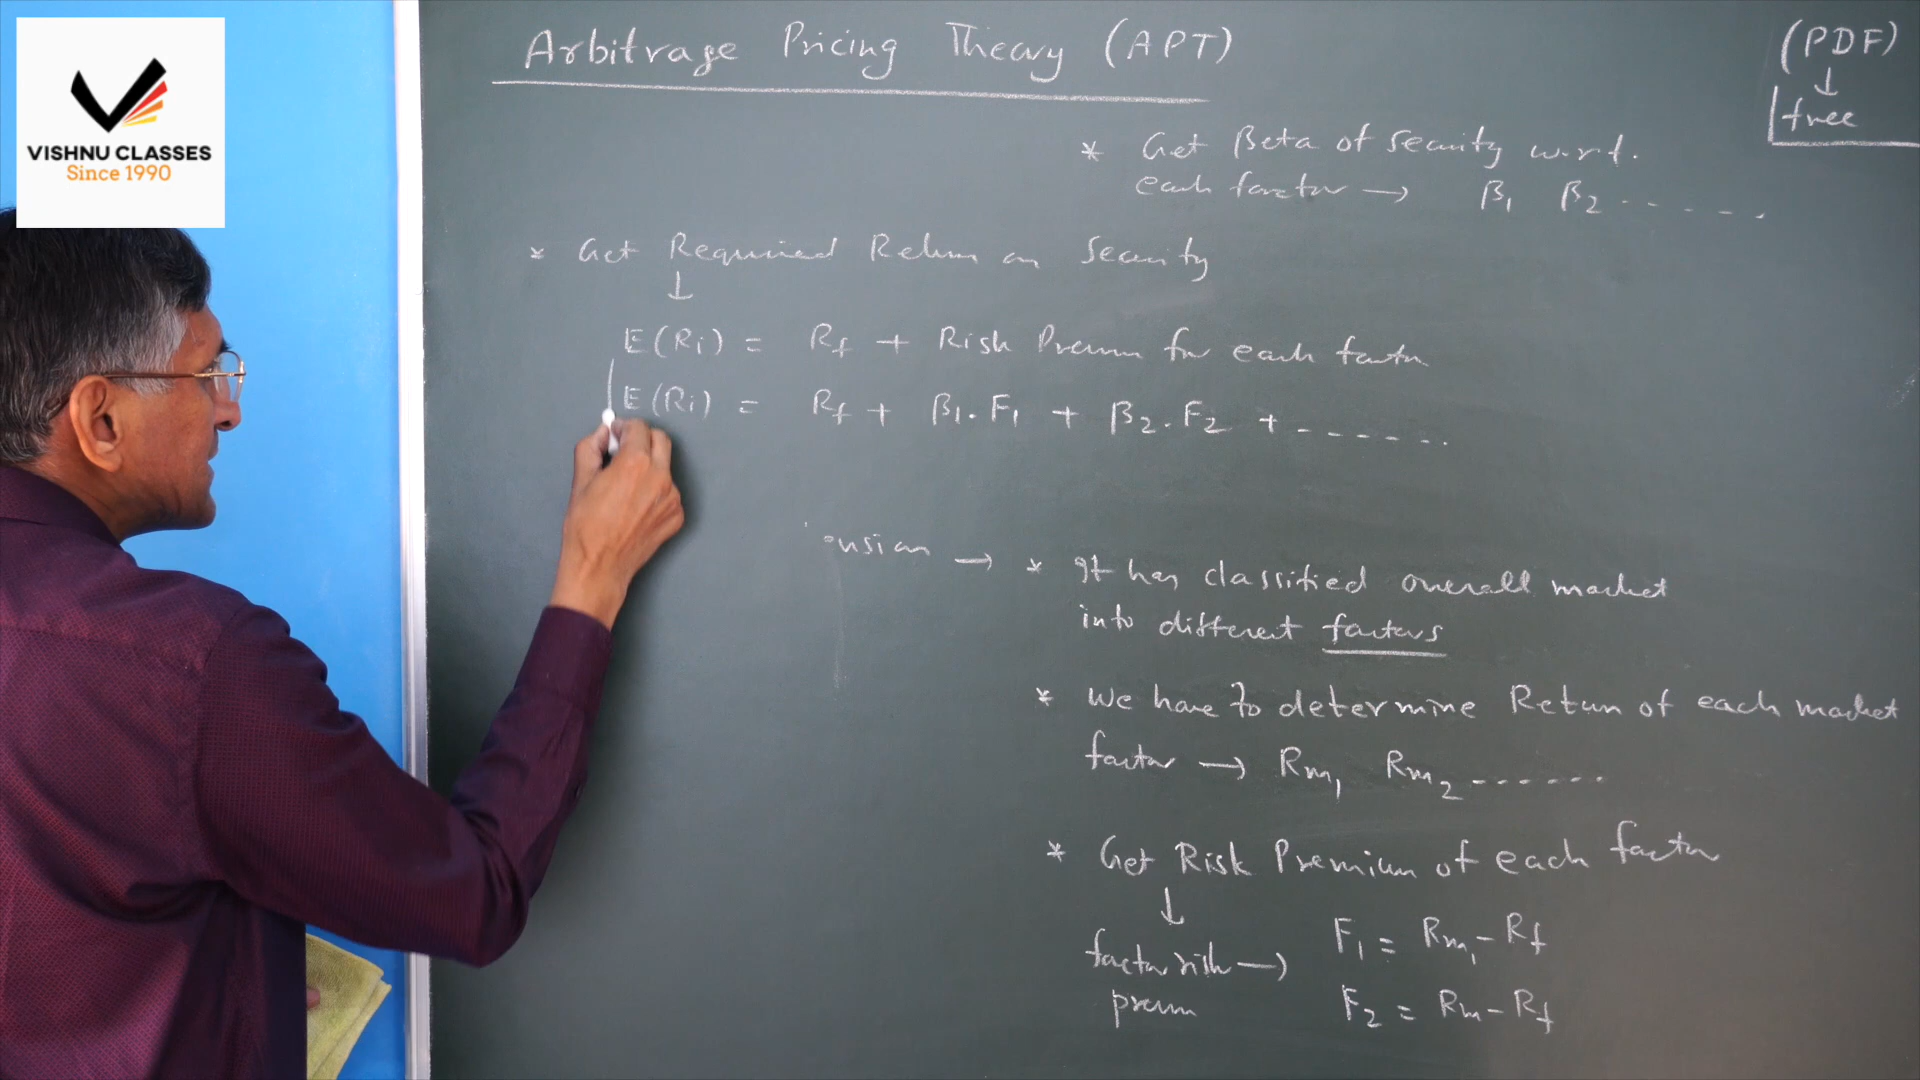 VISHNU CLASSES
Since 1990
Arbitrage Pricing Theory (APT)
(PDF)
↓
free
* Get Beta of Security w.r.t.
each factor → β1 β2 - - - - -
* Get Required Return on Security
↓
E(Ri) = Rf + Risk Premium for each factor
E(Ri) = Rf + β1.F1 + β2.F2 + - - - - - -
→ * It has classified overall market
into different factors
* We have to determine Return of each market
factor → Rm1 Rm2 - - - - - -
* Get Risk Premium of each factor
↓
factor risk → F1 = Rm1 - Rf
prem F2 = Rm - Rf